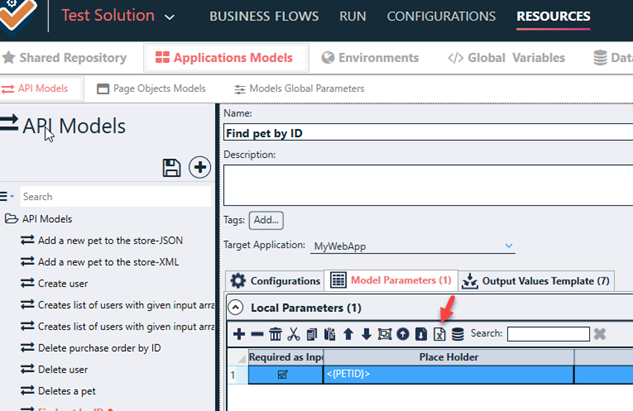 Test Solution
BUSINESS FLOWS
RUN
CONFIGURATIONS
RESOURCES
Shared Repository
Applications Models
Environments
Global Variables
API Models
Page Objects Models
Models Global Parameters
API Models
Search
API Models
Add a new pet to the store-JSON
Add a new pet to the store-XML
Create user
Creates list of users with given input
Creates list of users with given input
Delete purchase order by ID
Delete user
Deletes a pet
Name:
Find pet by ID
Description:
Tags: Add...
Target Application: MyWebApp
Configurations
Model Parameters (1)
Output Values Template (7)
Local Parameters (1)
Search:
Required as
Place Holder
1
<{PETID}>